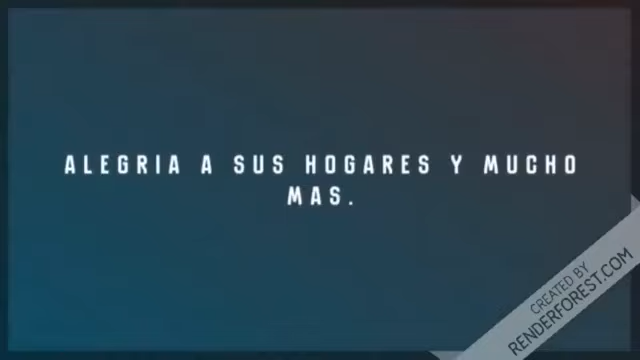 ALEGRIA A SUS HOGARES Y MUCHO
MAS.
CREATED BY
RENDERFOREST.COM